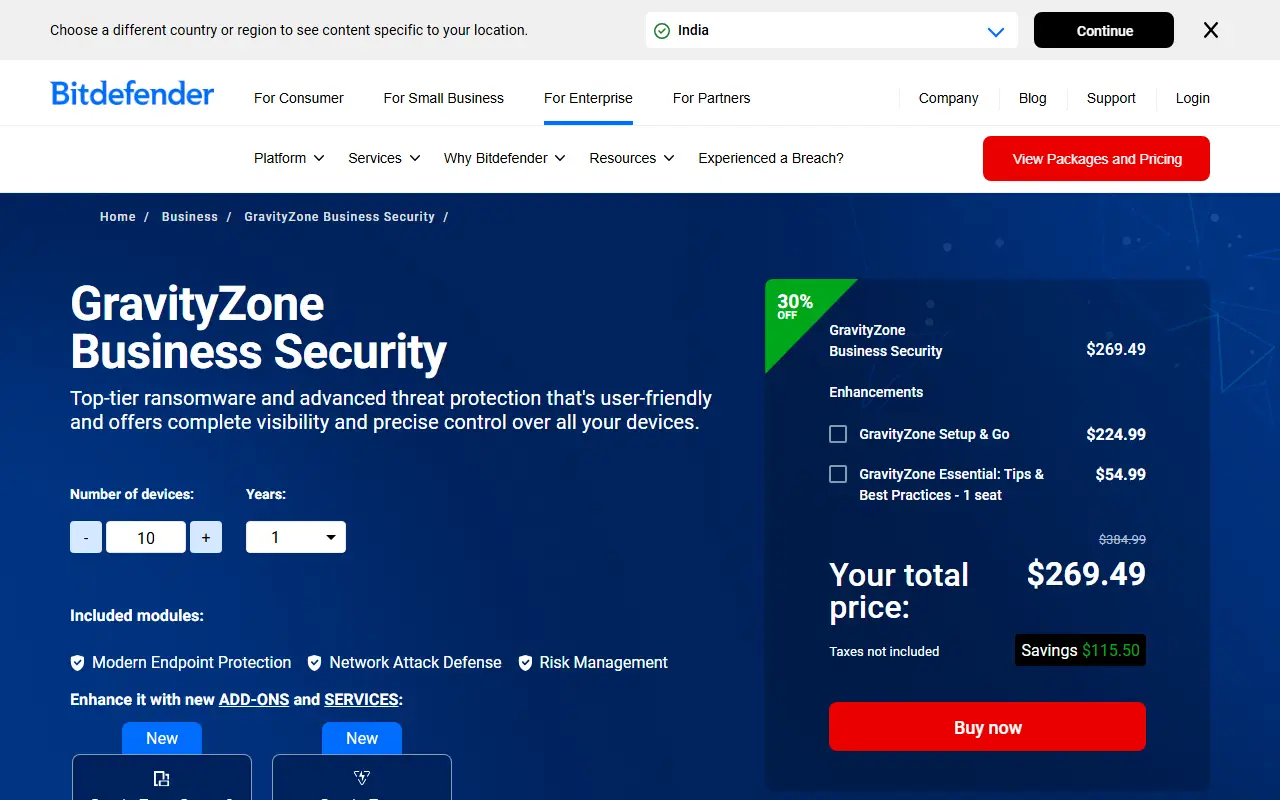 Choose a different country or region to see content specific to your location.
India
Continue
Bitdefender
For Consumer
For Small Business
For Enterprise
For Partners
Company
Blog
Support
Login
Platform
Services
Why Bitdefender
Resources
Experienced a Breach?
View Packages and Pricing
Home /
Business /
GravityZone Business Security /
GravityZone
Business Security
Top-tier ransomware and advanced threat protection that's user-friendly
and offers complete visibility and precise control over all your devices.
Number of devices:
Years:
- 10 +
1
Included modules:
Modern Endpoint Protection
Network Attack Defense
Risk Management
Enhance it with new ADD-ONS and SERVICES:
New
New
30%
OFF
GravityZone
Business Security
$269.49
Enhancements
GravityZone Setup & Go
$224.99
GravityZone Essential: Tips &
Best Practices - 1 seat
$54.99
$384.99
Your total
price:
$269.49
Taxes not included
Savings $115.50
Buy now